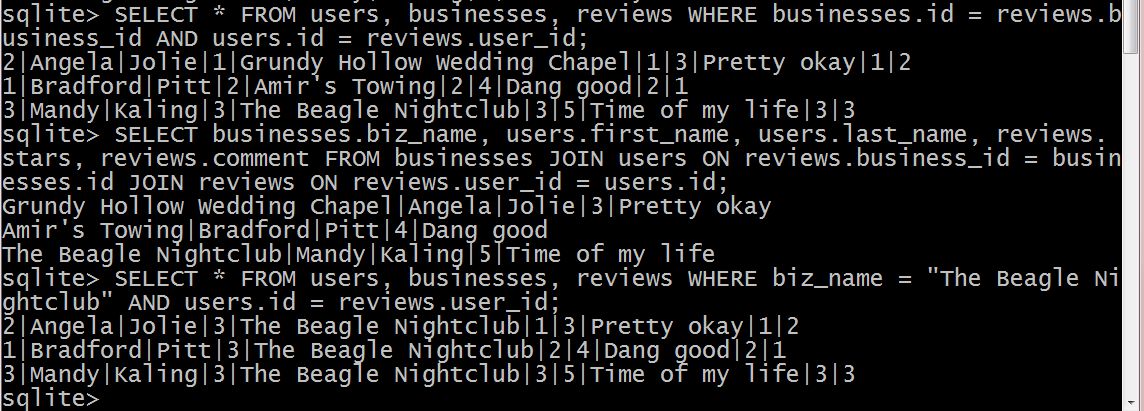 sqlite> SELECT * FROM users, businesses, reviews WHERE businesses.id = reviews.b
usiness_id AND users.id = reviews.user_id;
2|Angela|Jolie|1|Grundy Hollow Wedding Chapel|1|3|Pretty okay|1|2
1|Bradford|Pitt|2|Amir's Towing|2|4|Dang good|2|1
3|Mandy|Kaling|3|The Beagle Nightclub|3|5|Time of my life|3|3
sqlite> SELECT businesses.biz_name, users.first_name, users.last_name, reviews.
stars, reviews.comment FROM businesses JOIN users ON reviews.business_id = busin
esses.id JOIN reviews ON reviews.user_id = users.id;
Grundy Hollow Wedding Chapel|Angela|Jolie|3|Pretty okay
Amir's Towing|Bradford|Pitt|4|Dang good
The Beagle Nightclub|Mandy|Kaling|5|Time of my life
sqlite> SELECT * FROM users, businesses, reviews WHERE biz_name = "The Beagle Ni
ghtclub" AND users.id = reviews.user_id;
2|Angela|Jolie|3|The Beagle Nightclub|1|3|Pretty okay|1|2
1|Bradford|Pitt|3|The Beagle Nightclub|2|4|Dang good|2|1
3|Mandy|Kaling|3|The Beagle Nightclub|3|5|Time of my life|3|3
sqlite>